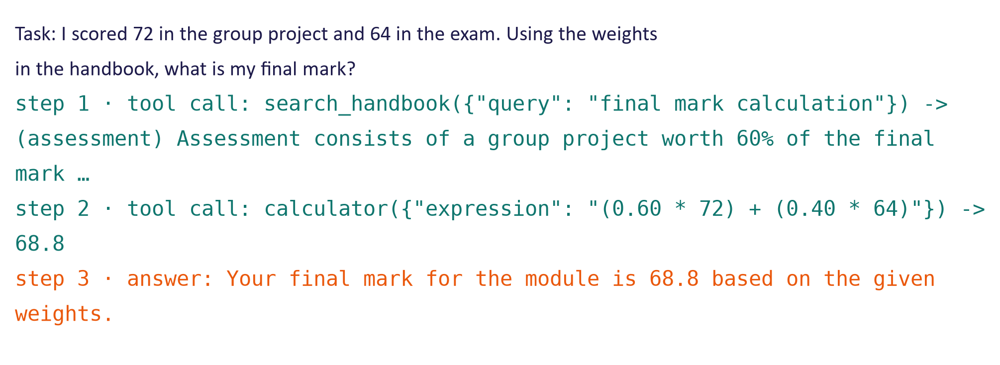 Task: I scored 72 in the group project and 64 in the exam. Using the weights
in the handbook, what is my final mark?
step 1 · tool call: search_handbook({"query": "final mark calculation"}) ->
(assessment) Assessment consists of a group project worth 60% of the final
mark …
step 2 · tool call: calculator({"expression": "(0.60 * 72) + (0.40 * 64)"}) ->
68.8
step 3 · answer: Your final mark for the module is 68.8 based on the given
weights.